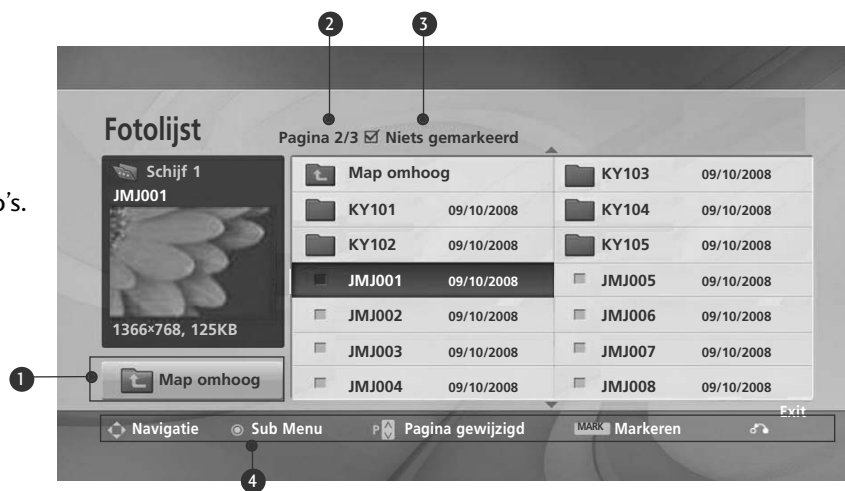 2 3
Fotolijst
Pagina 2/3 ☑ Niets gemarkeerd
Schijf 1
JMJ001
1366×768, 125KB
o's.
Map omhoog
KY101 09/10/2008
KY102 09/10/2008
JMJ001 09/10/2008
JMJ002 09/10/2008
JMJ003 09/10/2008
JMJ004 09/10/2008
KY103 09/10/2008
KY104 09/10/2008
KY105 09/10/2008
JMJ005 09/10/2008
JMJ006 09/10/2008
JMJ007 09/10/2008
JMJ008 09/10/2008
1
Map omhoog
Exit
Navigatie Sub Menu P Pagina gewijzigd MARK Markeren
4